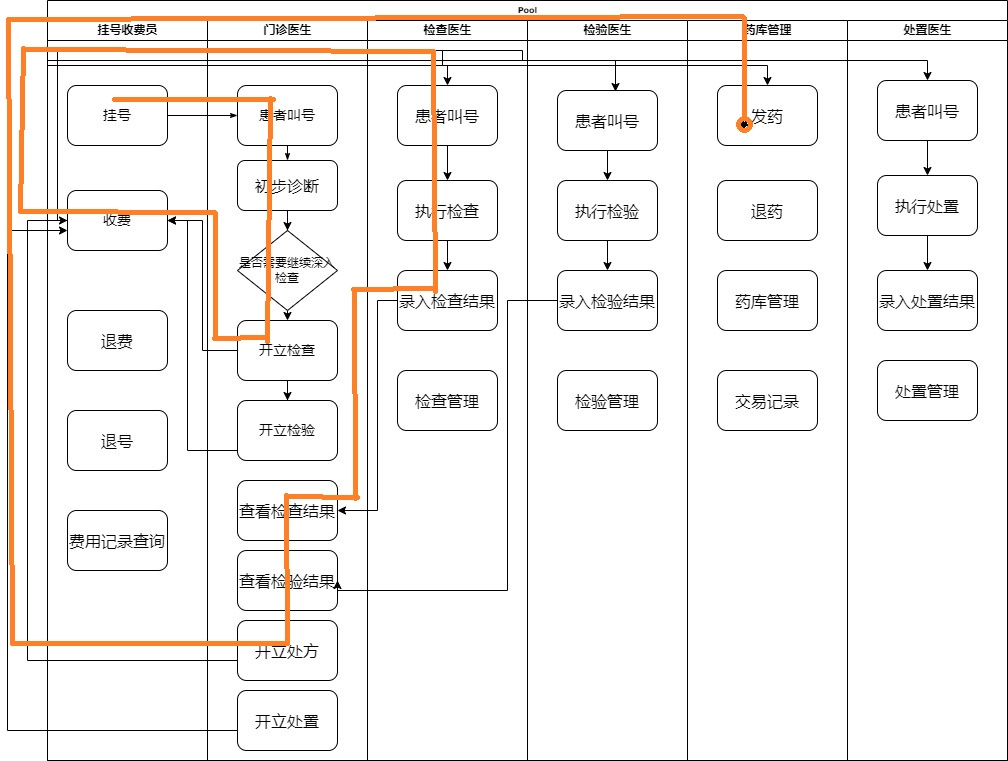 Pool
挂号收费员
门诊医生
检查医生
检验医生
药库管理
处置医生
挂号
收费
退费
退号
费用记录查询
患者叫号
初步诊断
是否需要继续深入
检查
开立检查
开立检验
查看检查结果
查看检验结果
开立处方
开立处置
患者叫号
执行检查
录入检查结果
检查管理
患者叫号
执行检验
录入检验结果
检验管理
发药
退药
药库管理
交易记录
患者叫号
执行处置
录入处置结果
处置管理